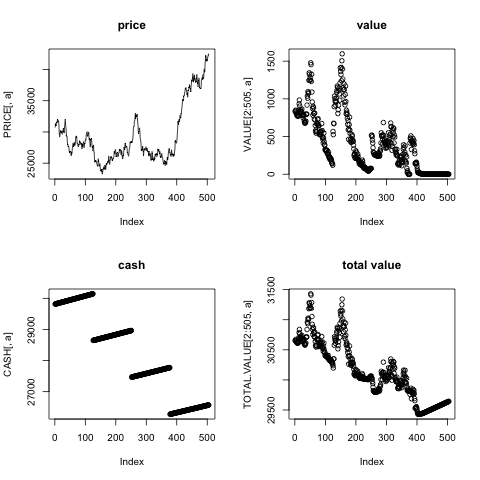 price
PRICE[, a]
25000 35000
0 100 200 300 400 500
Index
value
VALUE[2:505, a]
0 500 1000 1500
0 100 200 300 400 500
Index
cash
CASH[, a]
27000 29000
0 100 200 300 400 500
Index
total value
TOTAL.VALUE[2:505, a]
29500 30500 31500
0 100 200 300 400 500
Index